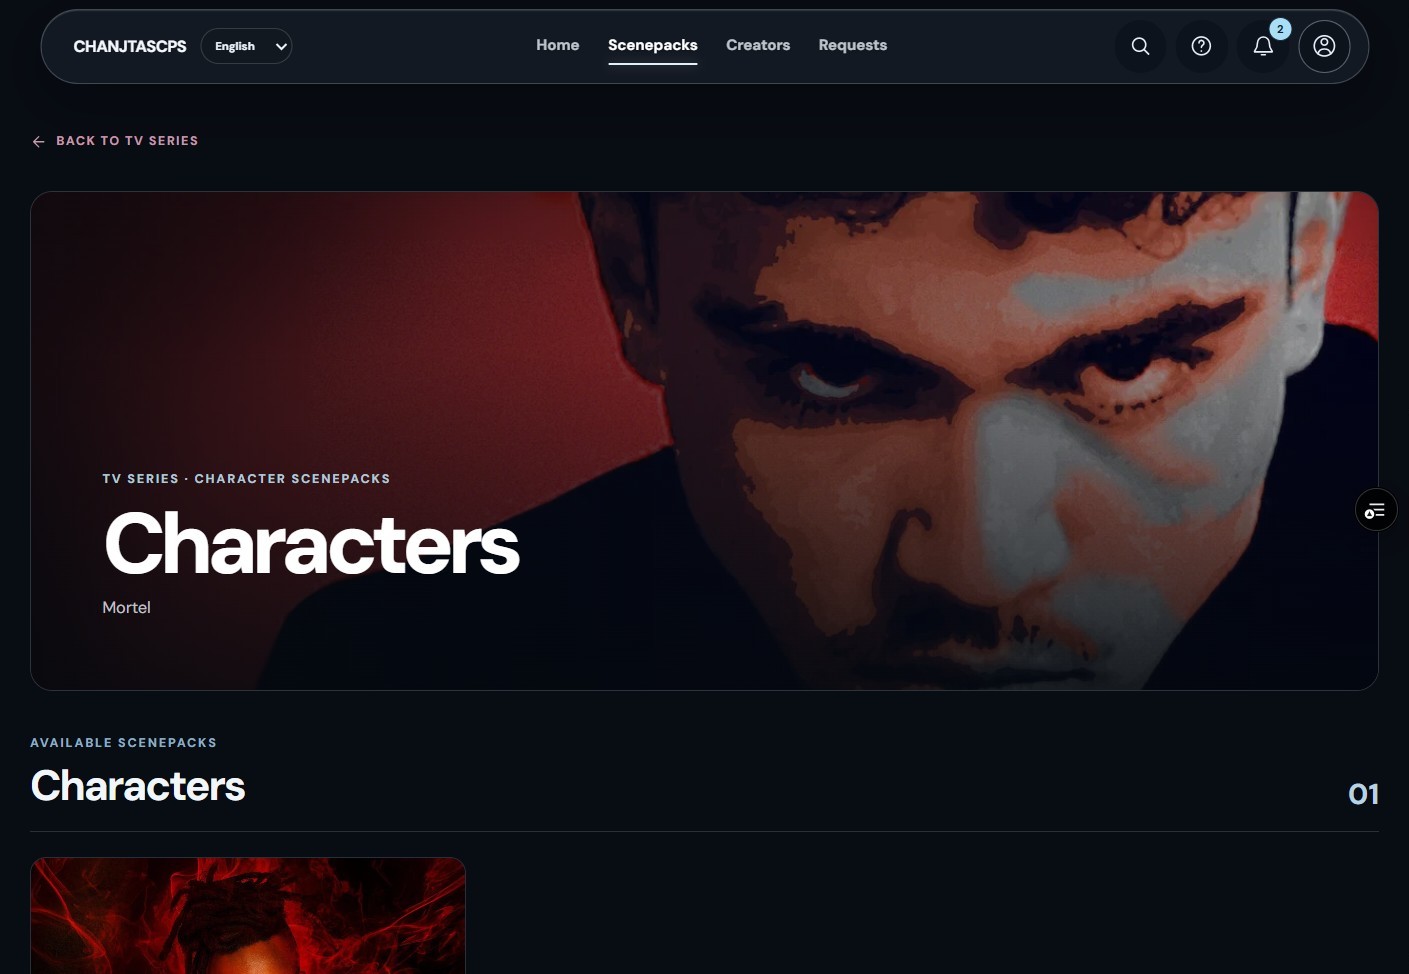 CHANJTASCPS
English
Home
Scenepacks
Creators
Requests
2
BACK TO TV SERIES
TV SERIES · CHARACTER SCENEPACKS
Characters
Mortel
AVAILABLE SCENEPACKS
Characters
01